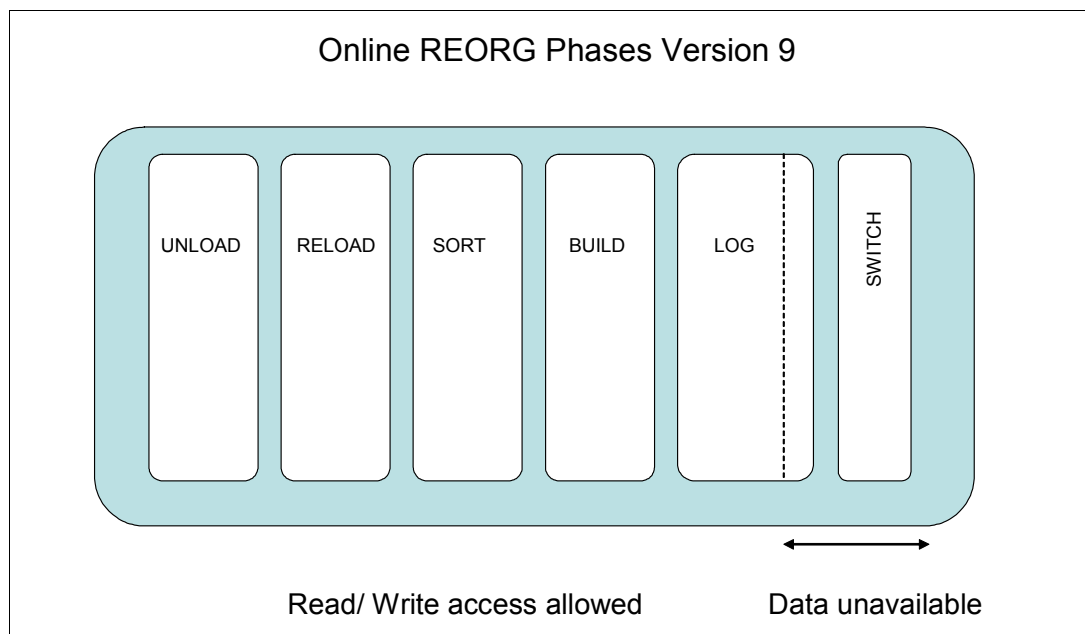 Online REORG Phases Version 9
UNLOAD
RELOAD
SORT
BUILD
LOG
SWITCH
Read/ Write access allowed
Data unavailable